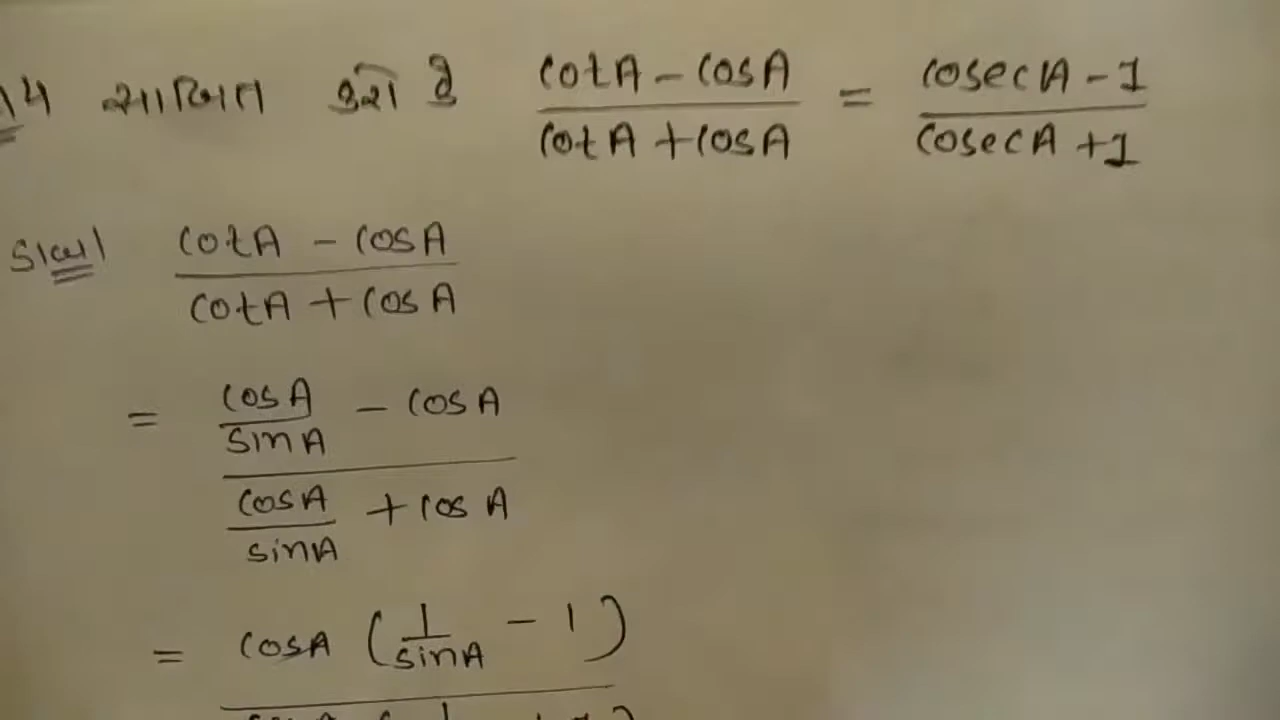 14 સાબિત કરો કે (cotA - cosA)/(cotA + cosA) = (cosecA - 1)/(cosecA + 1)
(cotA - cosA)/(cotA + cosA)
= (cosA/sinA - cosA)/(cosA/sinA + cosA)
= cosA (1/sinA - 1)